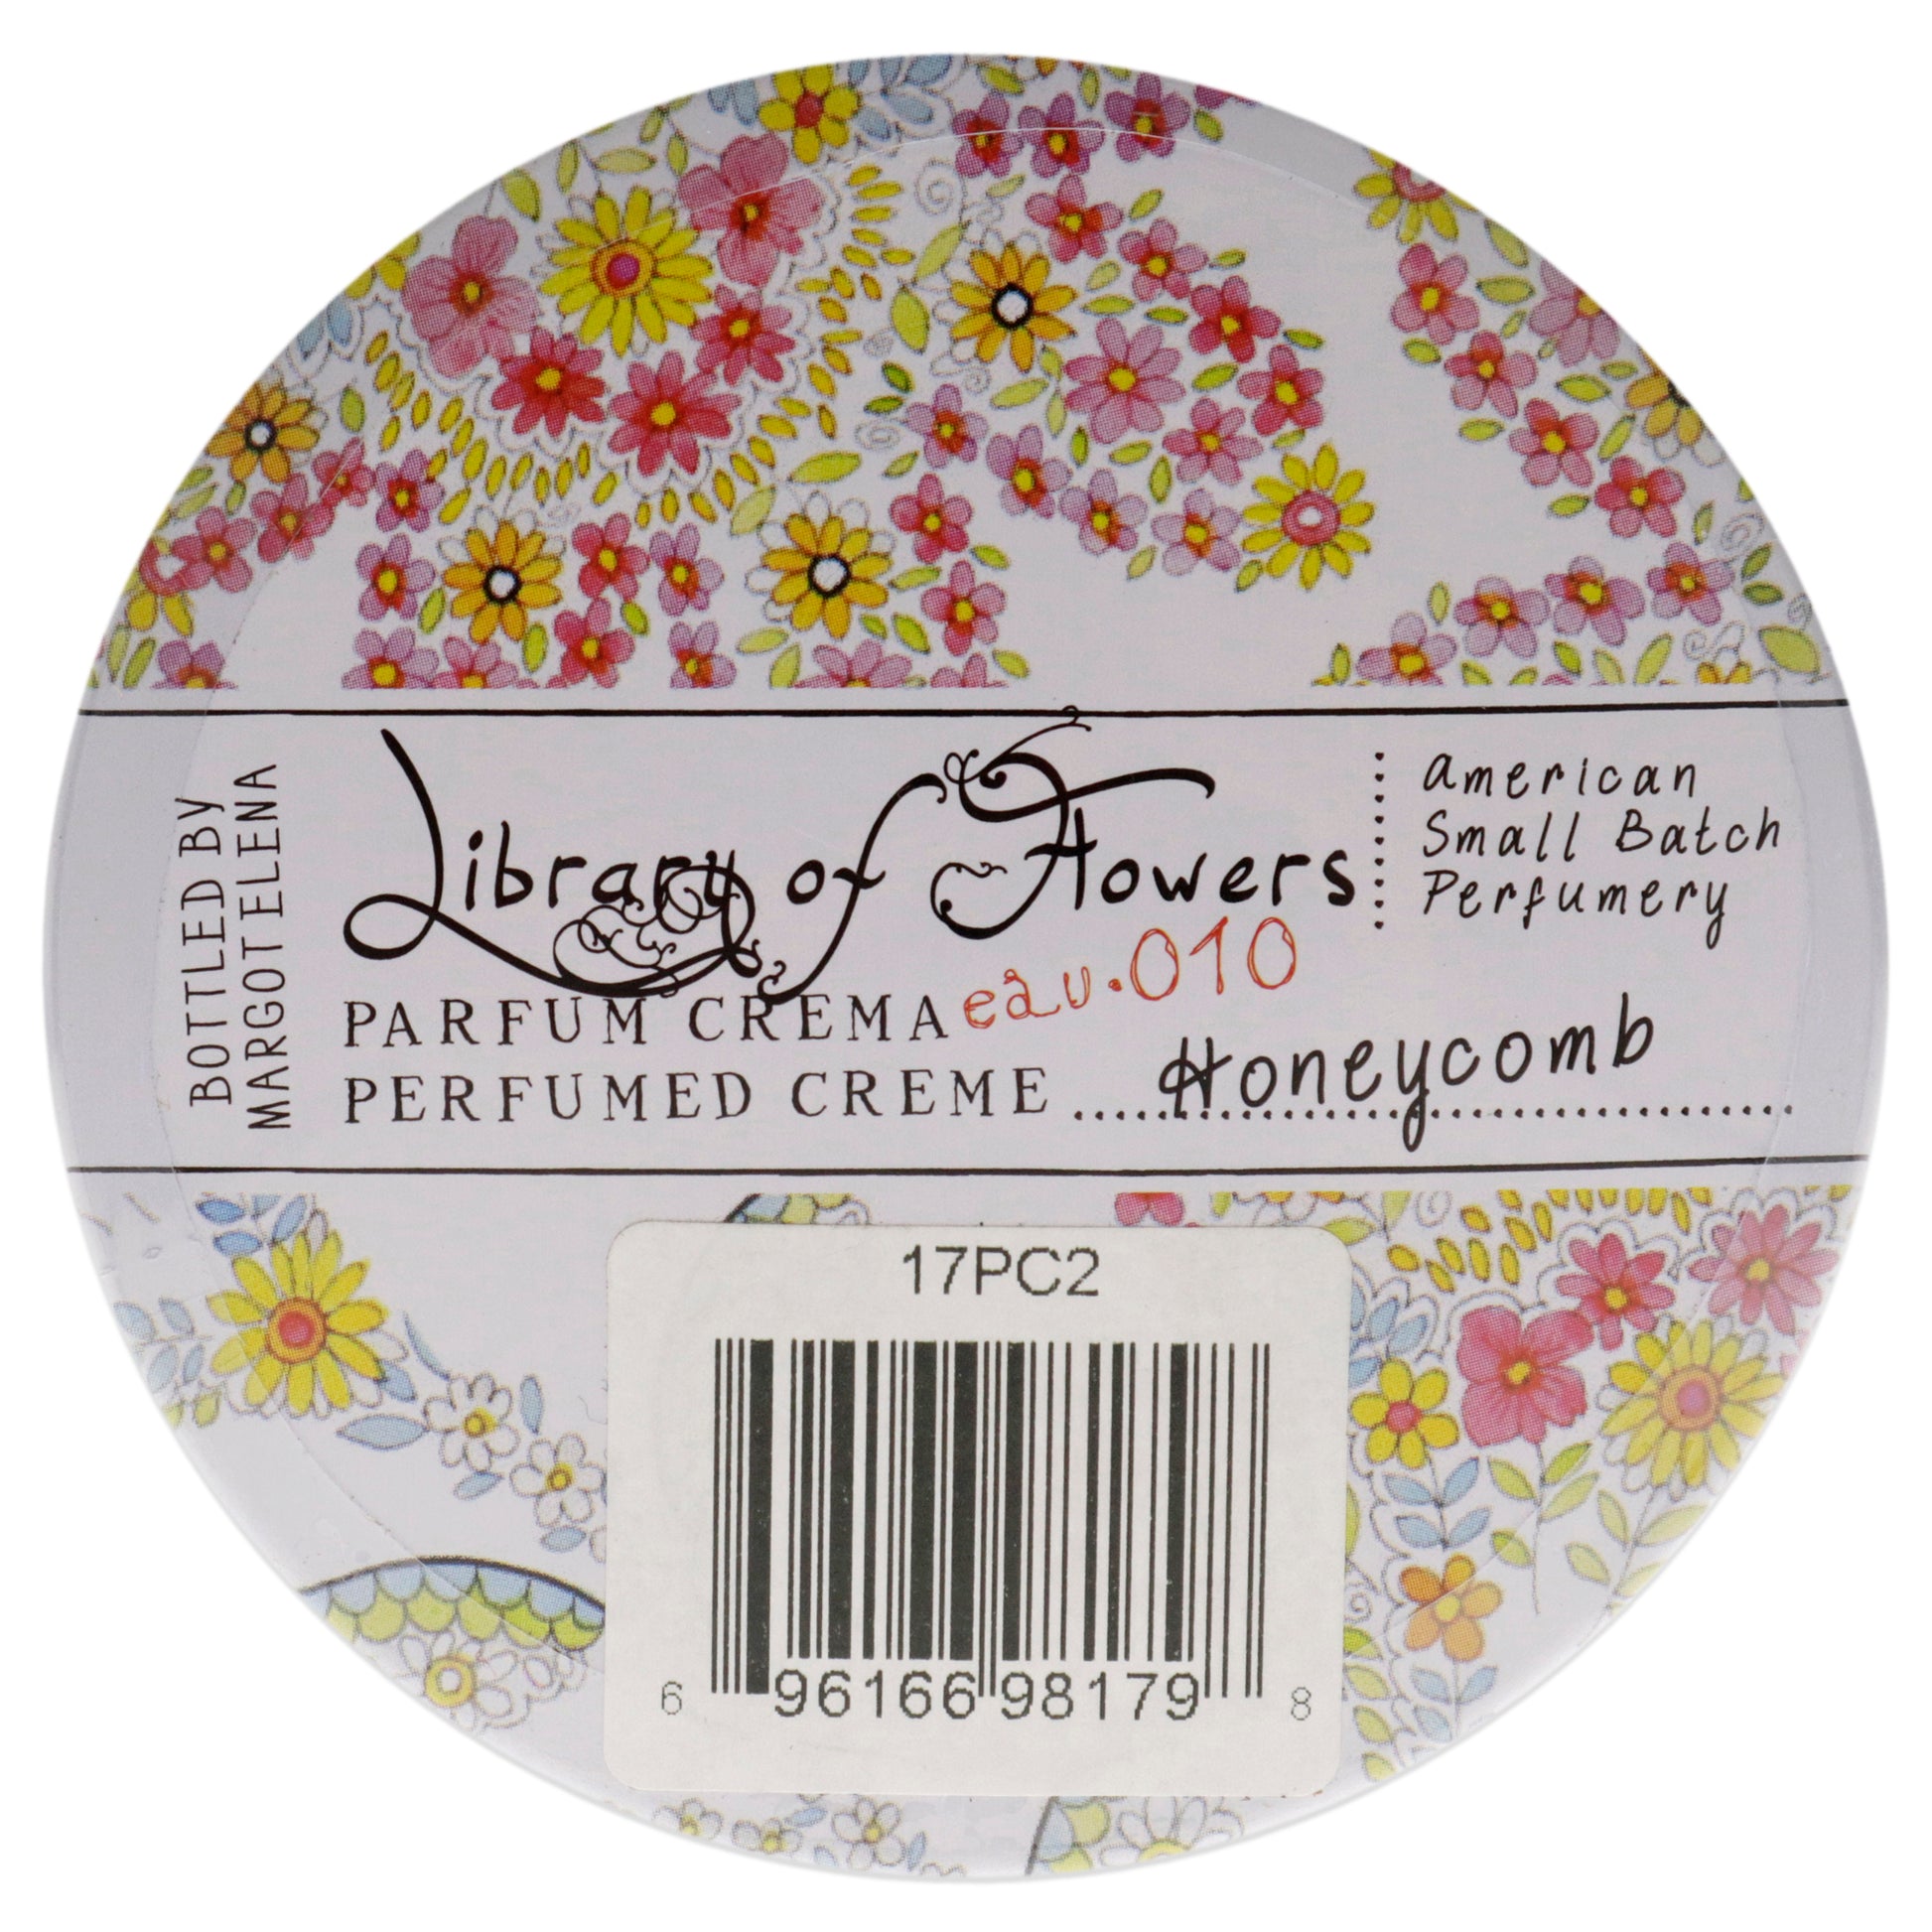 BOTTLED BY
MARGOT ELENA
Library of Flowers
american
Small Batch
Perfumery
PARFUM CREMA eau.010
PERFUMED CREME Honeycomb
17PC2
6 96166 98179 8